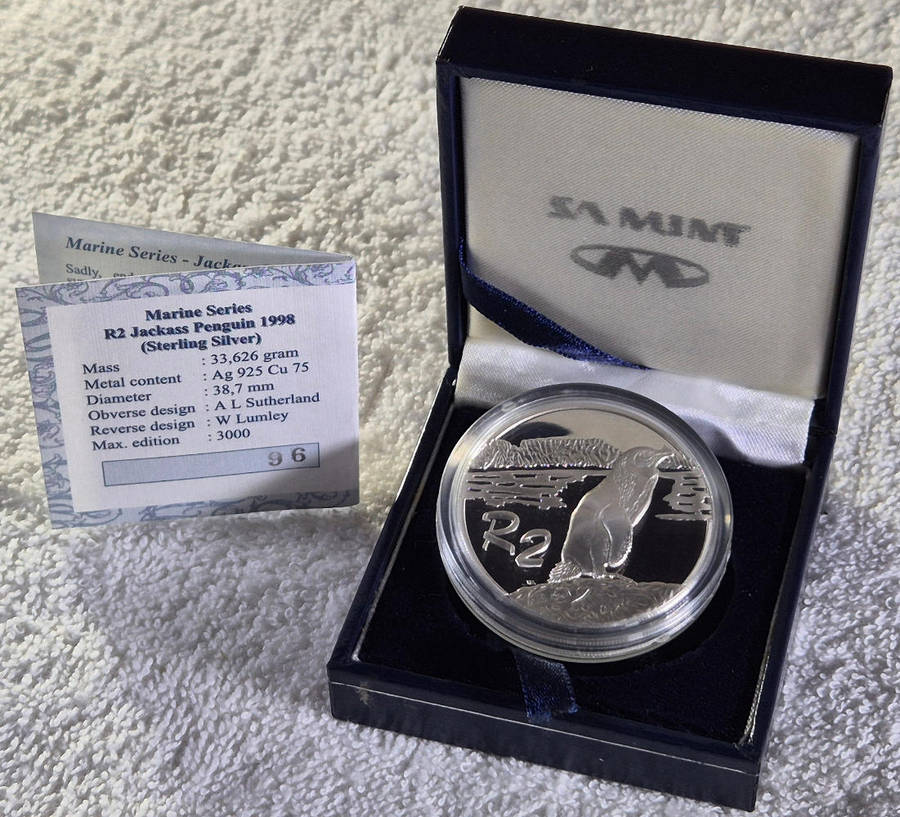 Marine Series - Jacka
Sadly, end
Marine Series
R2 Jackass Penguin 1998
(Sterling Silver)
Mass : 33,626 gram
Metal content : Ag 925 Cu 75
Diameter : 38,7 mm
Obverse design : A L Sutherland
Reverse design : W Lumley
Max. edition : 3000
96
SA MINT
R2